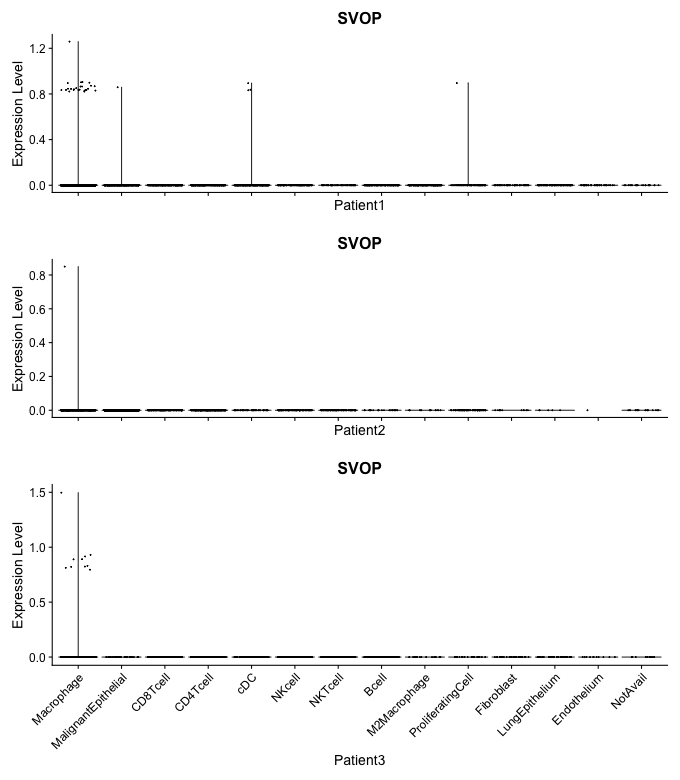 SVOP
Expression Level
1.2
0.8
0.4
0.0
Patient1
SVOP
Expression Level
0.8
0.6
0.4
0.2
0.0
Patient2
SVOP
Expression Level
1.5
1.0
0.5
0.0
Macrophage
MalignantEpithelial
CD8Tcell
CD4Tcell
cDC
NKcell
NKTcell
Bcell
M2Macrophage
ProliferatingCell
Fibroblast
LungEpithelium
Endothelium
NotAvail
Patient3